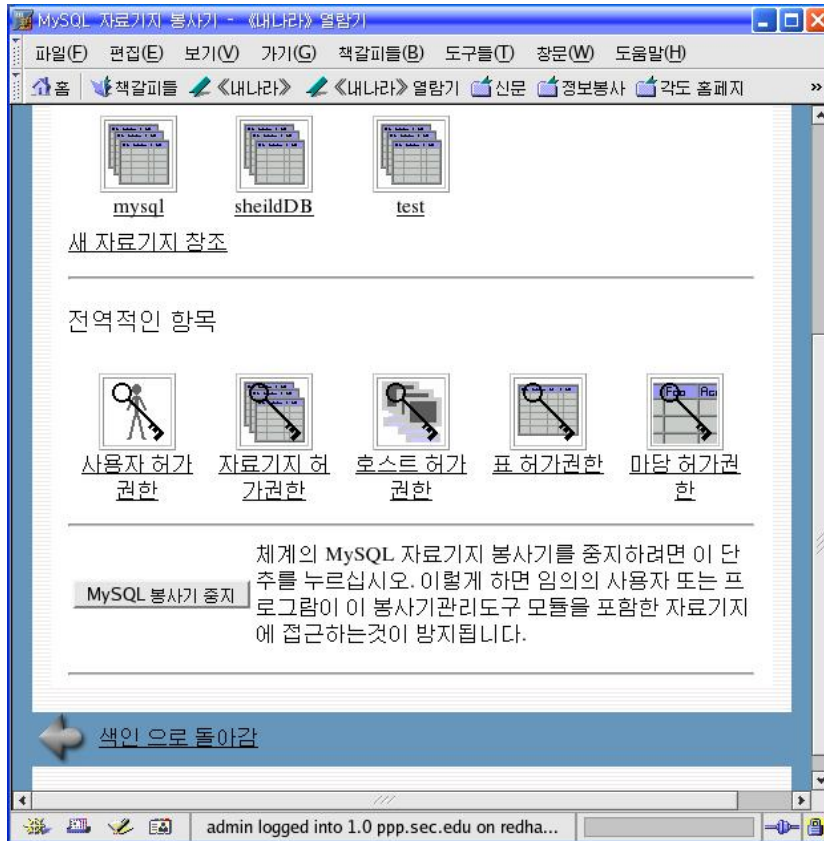 MySQL 자료기지 봉사기 - 《내나라》 열람기
파일(F) 편집(E) 보기(V) 가기(G) 책갈피들(B) 도구들(T) 창문(W) 도움말(H)
홈 책갈피들 《내나라》 《내나라》 열람기 신문 정보봉사 각도 홈페지 »
mysql sheildDB test
새 자료기지 창조
전역적인 항목
사용자 허가
권한
자료기지 허
가권한
호스트 허가
권한
표 허가권한
마당 허가권
한
MySQL 봉사기 중지
체계의 MySQL 자료기지 봉사기를 중지하려면 이 단
추를 누르십시오. 이렇게 하면 임의의 사용자 또는 프
로그람이 이 봉사기관리도구 모듈을 포함한 자료기지
에 접근하는것이 방지됩니다.
색인 으로 돌아감
admin logged into 1.0 ppp.sec.edu on redha...